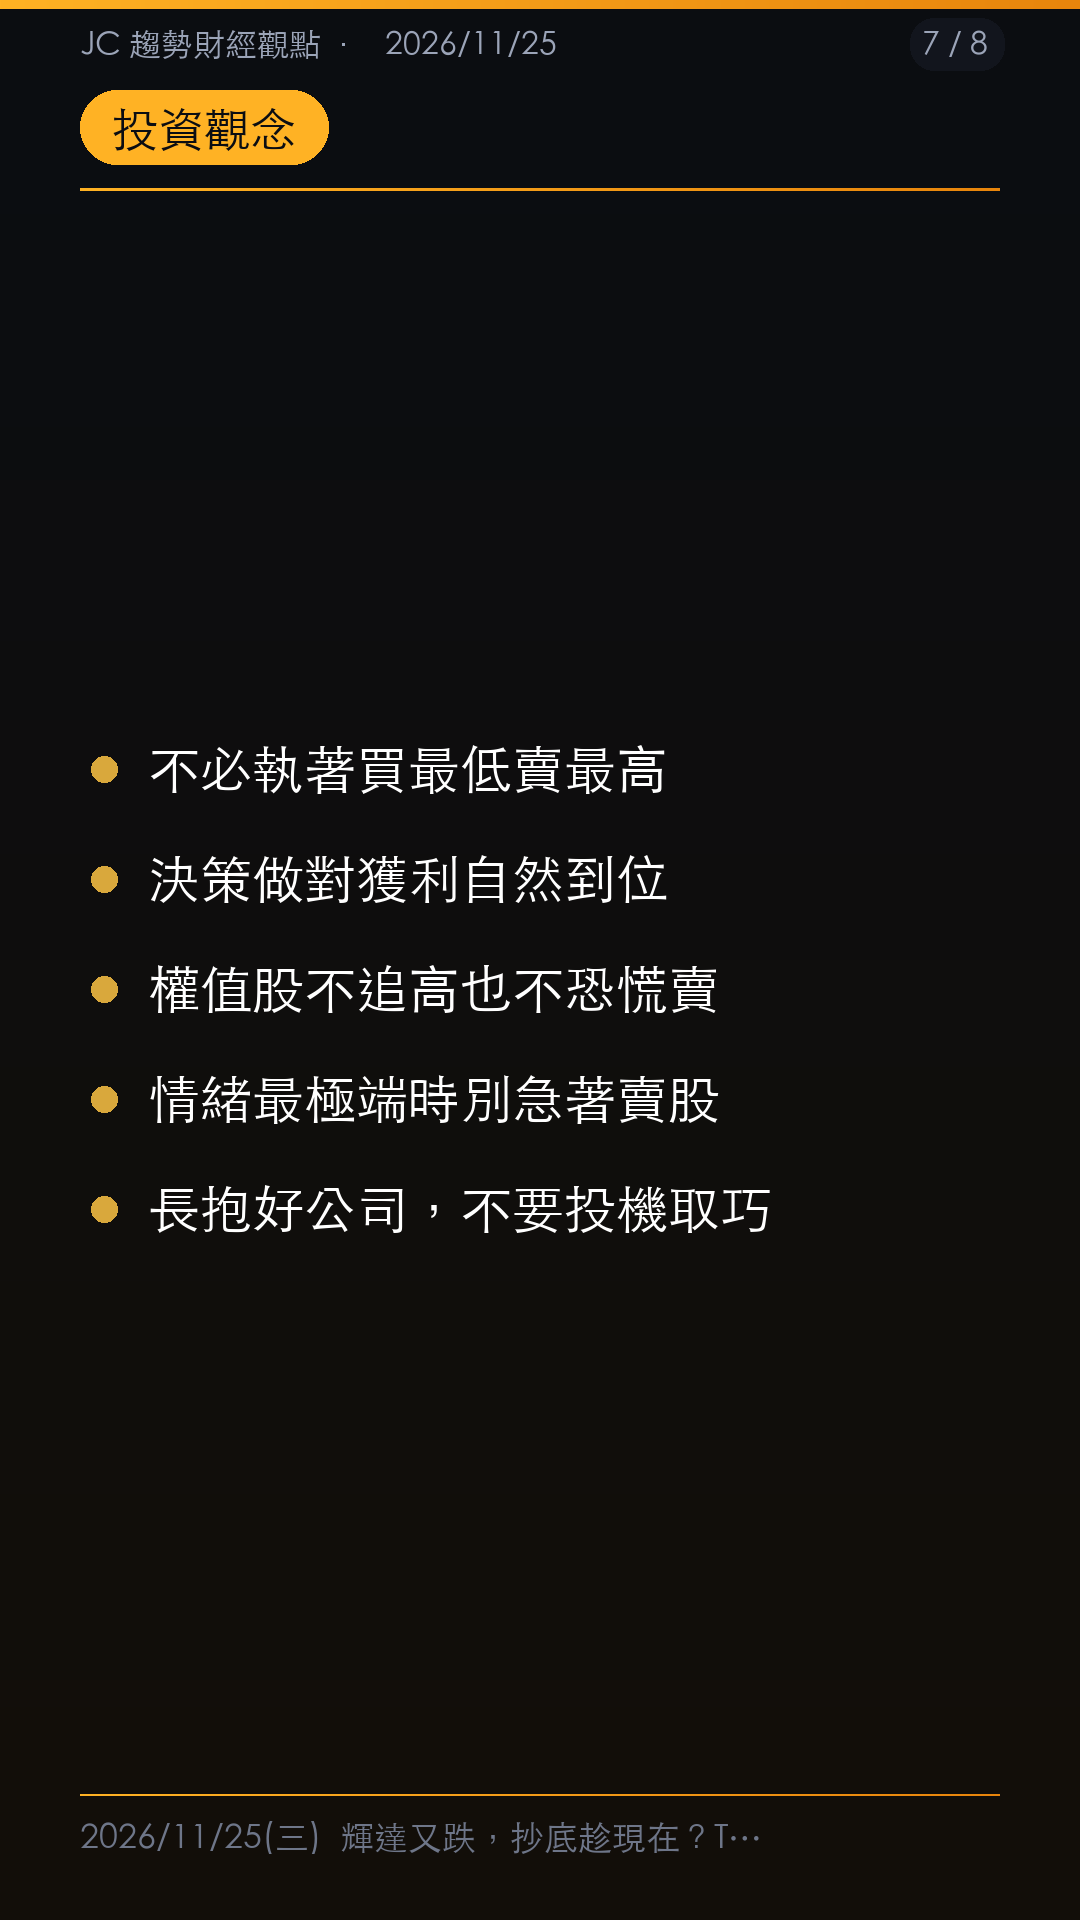 JC 趨勢財經觀點 · 2026/11/25
7 / 8
投資觀念
不必執著買最低賣最高
決策做對獲利自然到位
權值股不追高也不恐慌賣
情緒最極端時別急著賣股
長抱好公司，不要投機取巧
2026/11/25(三) 輝達又跌，抄底趁現在？T⋯